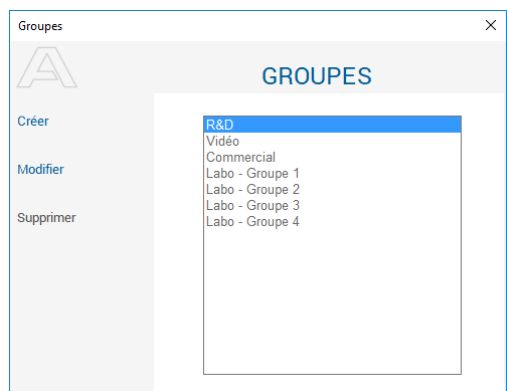 Groupes
GROUPES
Créer
Modifier
Supprimer
R&D
Vidéo
Commercial
Labo - Groupe 1
Labo - Groupe 2
Labo - Groupe 3
Labo - Groupe 4